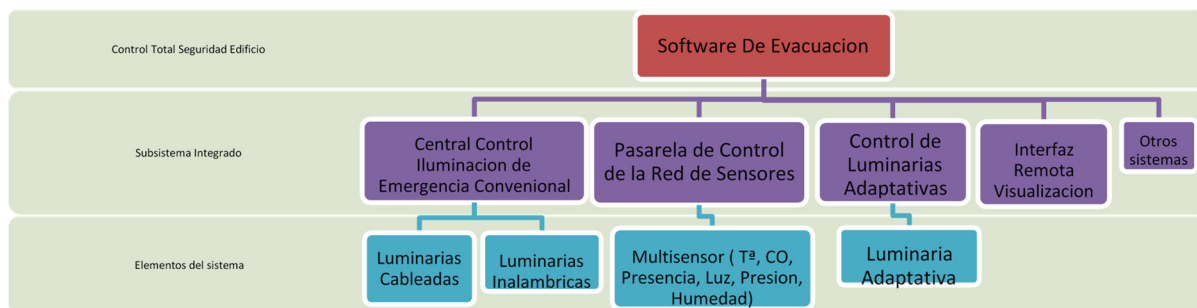 Control Total Seguridad Edificio
Software De Evacuacion
Subsistema Integrado
Central Control
Iluminacion de
Emergencia Convenional
Pasarela de Control
de la Red de Sensores
Control de
Luminarias
Adaptativas
Interfaz
Remota
Visualizacion
Otros
sistemas
Elementos del sistema
Luminarias
Cableadas
Luminarias
Inalambricas
Multisensor ( Tª, CO,
Presencia, Luz, Presion,
Humedad)
Luminaria
Adaptativa